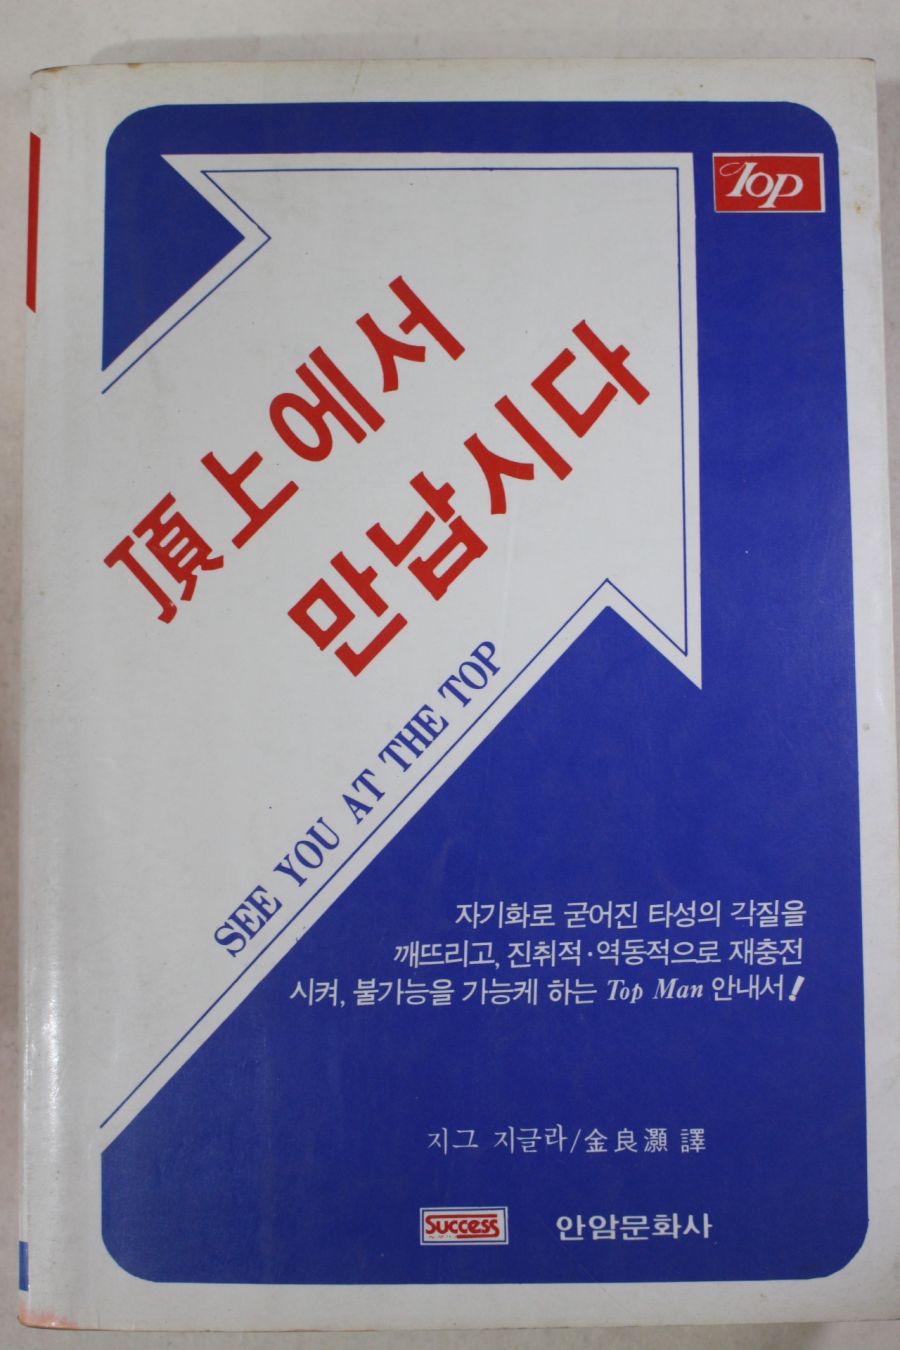 Top
頂上에서
만납시다
SEE YOU AT THE TOP
자기화로 굳어진 타성의 각질을
깨뜨리고, 진취적·역동적으로 재충전
시켜, 불가능을 가능케 하는 Top Man 안내서!
지그 지글라/金良灝 譯
SUCCESS
안암문화사